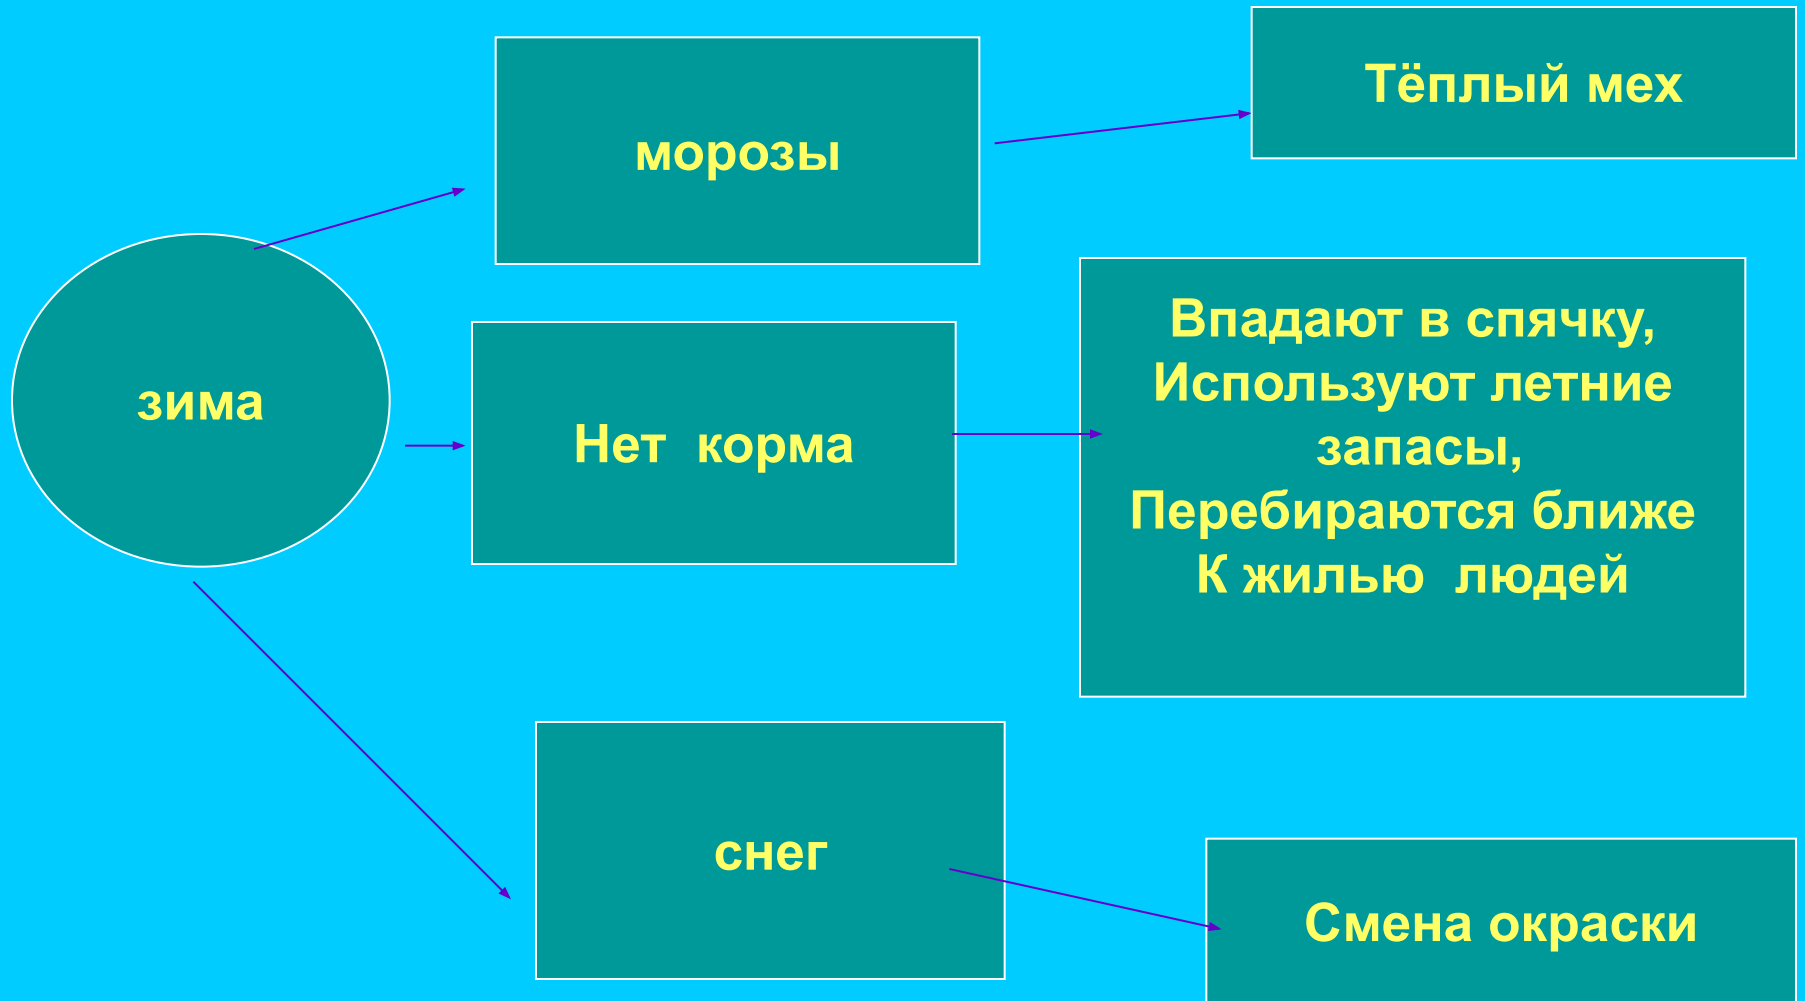 зима
морозы
Тёплый мех
Нет корма
Впадают в спячку,
Используют летние
запасы,
Перебираются ближе
К жилью людей
снег
Смена окраски